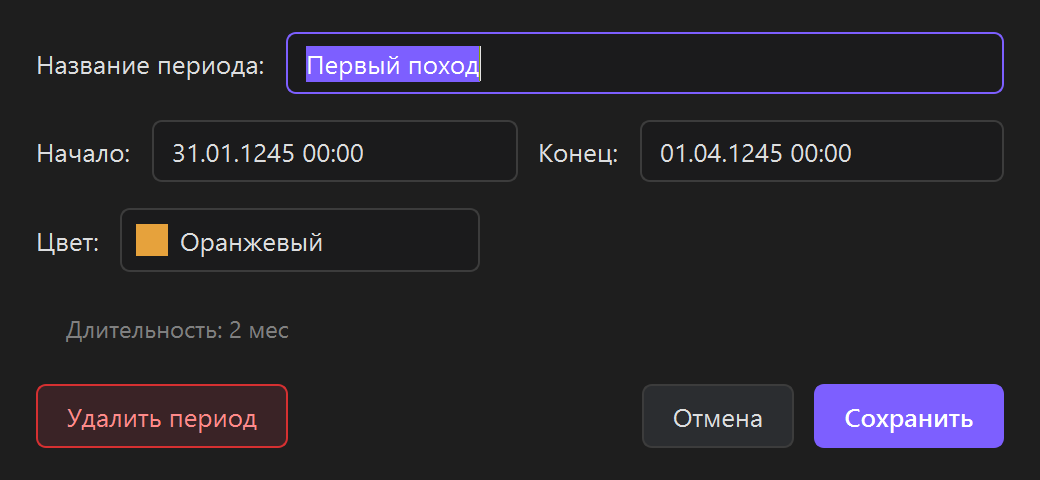 Название периода: Первый поход
Начало: 31.01.1245 00:00 Конец: 01.04.1245 00:00
Цвет: Оранжевый
Длительность: 2 мес
Удалить период Отмена Сохранить